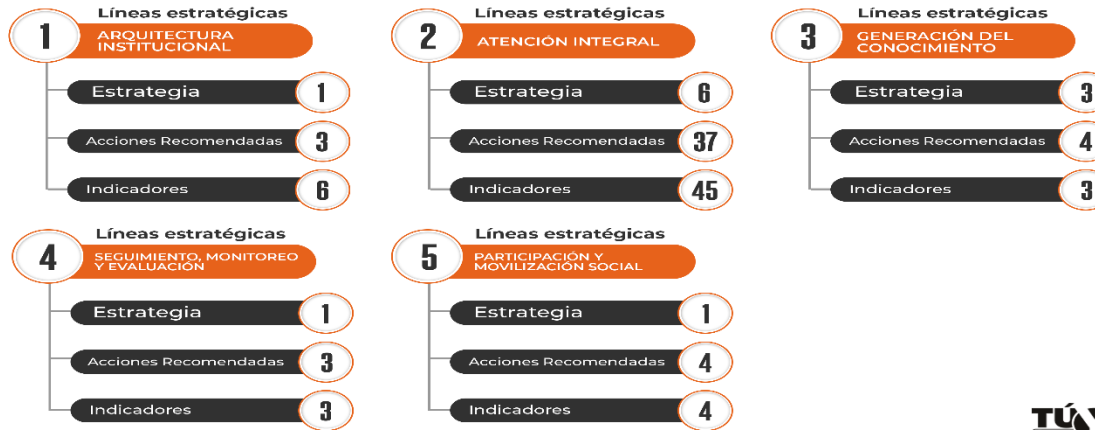 Líneas estratégicas
1
ARQUITECTURA
INSTITUCIONAL
Estrategia 1
Acciones Recomendadas 3
Indicadores 6
Líneas estratégicas
2
ATENCIÓN INTEGRAL
Estrategia 6
Acciones Recomendadas 37
Indicadores 45
Líneas estratégicas
3
GENERACIÓN DEL
CONOCIMIENTO
Estrategia 3
Acciones Recomendadas 4
Indicadores 3
Líneas estratégicas
4
SEGUIMIENTO, MONITOREO
Y EVALUACIÓN
Estrategia 1
Acciones Recomendadas 3
Indicadores 3
Líneas estratégicas
5
PARTICIPACIÓN Y
MOVILIZACIÓN SOCIAL
Estrategia 1
Acciones Recomendadas 4
Indicadores 4
TÚ